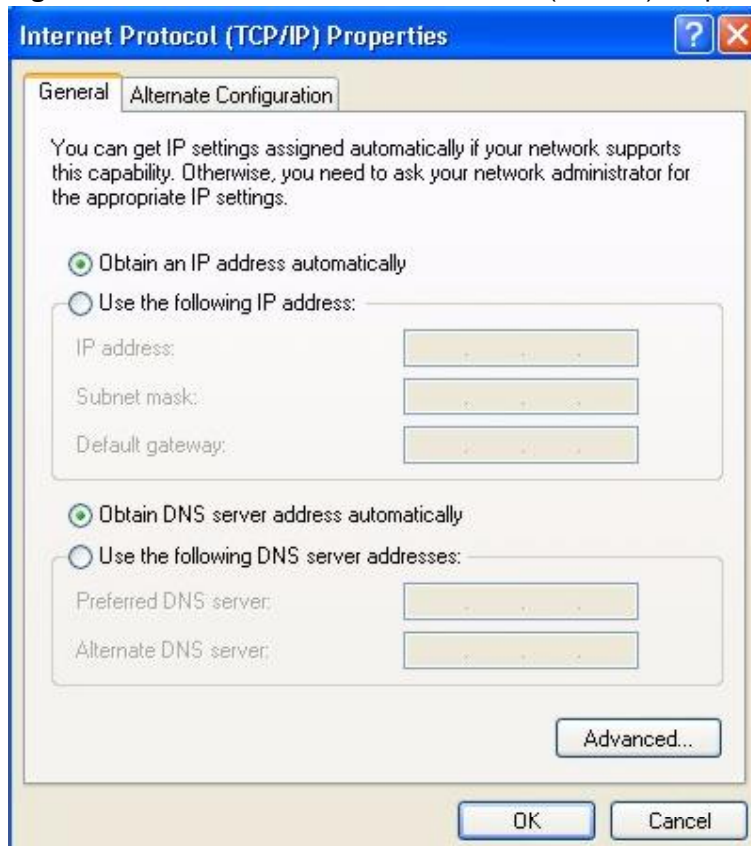 Internet Protocol (TCP/IP) Properties
General
Alternate Configuration
You can get IP settings assigned automatically if your network supports
this capability. Otherwise, you need to ask your network administrator for
the appropriate IP settings.
Obtain an IP address automatically
Use the following IP address:
IP address:
Subnet mask:
Default gateway:
Obtain DNS server address automatically
Use the following DNS server addresses:
Preferred DNS server:
Alternate DNS server:
Advanced...
OK
Cancel